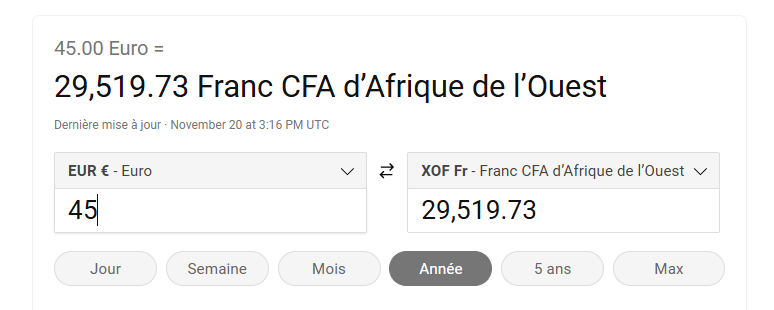 45.00 Euro =
29,519.73 Franc CFA d’Afrique de l’Ouest
Dernière mise à jour · November 20 at 3:16 PM UTC
EUR € - Euro
XOF Fr - Franc CFA d’Afrique de l’Ouest
45
29,519.73
Jour Semaine Mois Année 5 ans Max